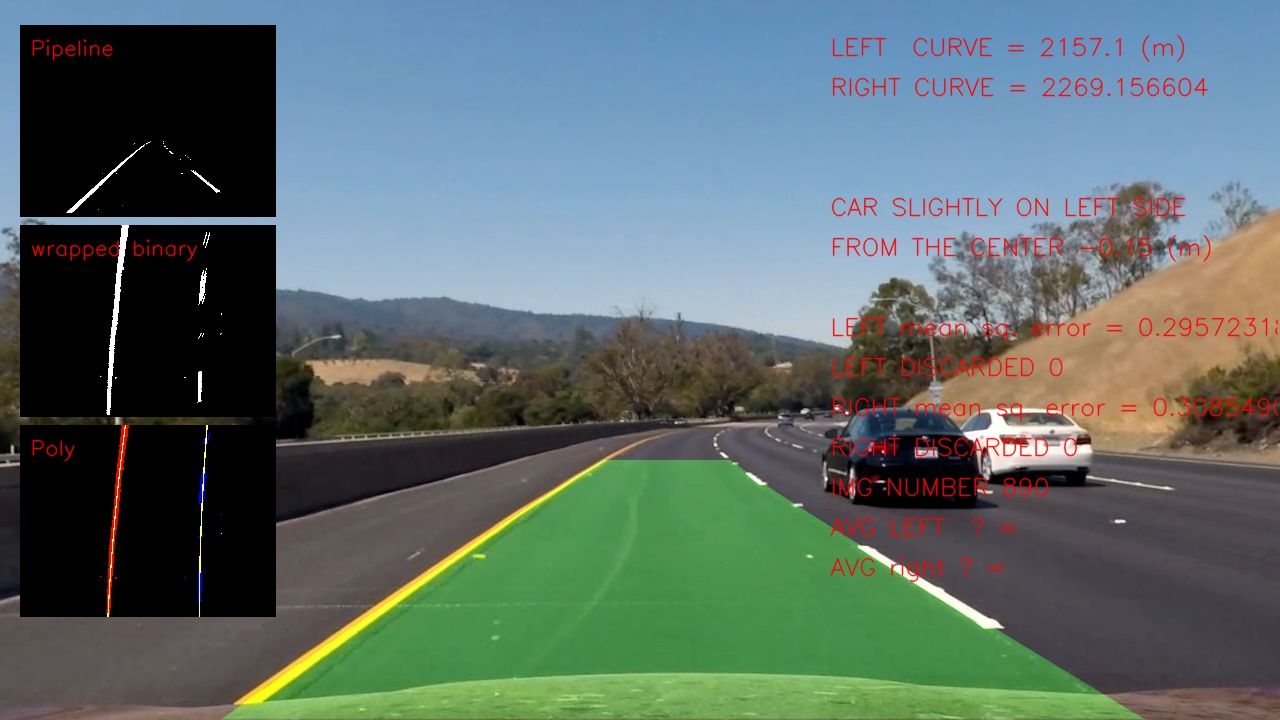 Pipeline
wrapped binary
Poly
LEFT CURVE = 2157.1 (m)
RIGHT CURVE = 2269.156604
CAR SLIGHTLY ON LEFT SIDE
FROM THE CENTER -0.15 (m)
LEFT mean sq. error = 0.2957231
LEFT DISCARDED 0
RIGHT mean sq. error = 0.308549
RIGHT DISCARDED 0
IMG NUMBER 890
AVG LEFT ? =
AVG right ? =